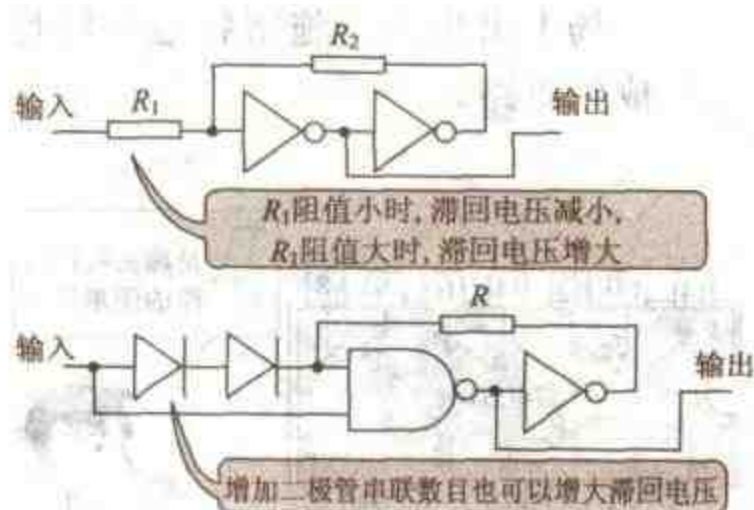 R₂
输入
R₁
输出
R₁阻值小时,滞回电压减小,
R₁阻值大时,滞回电压增大
R
输入
输出
增加二极管串联数目也可以增大滞回电压